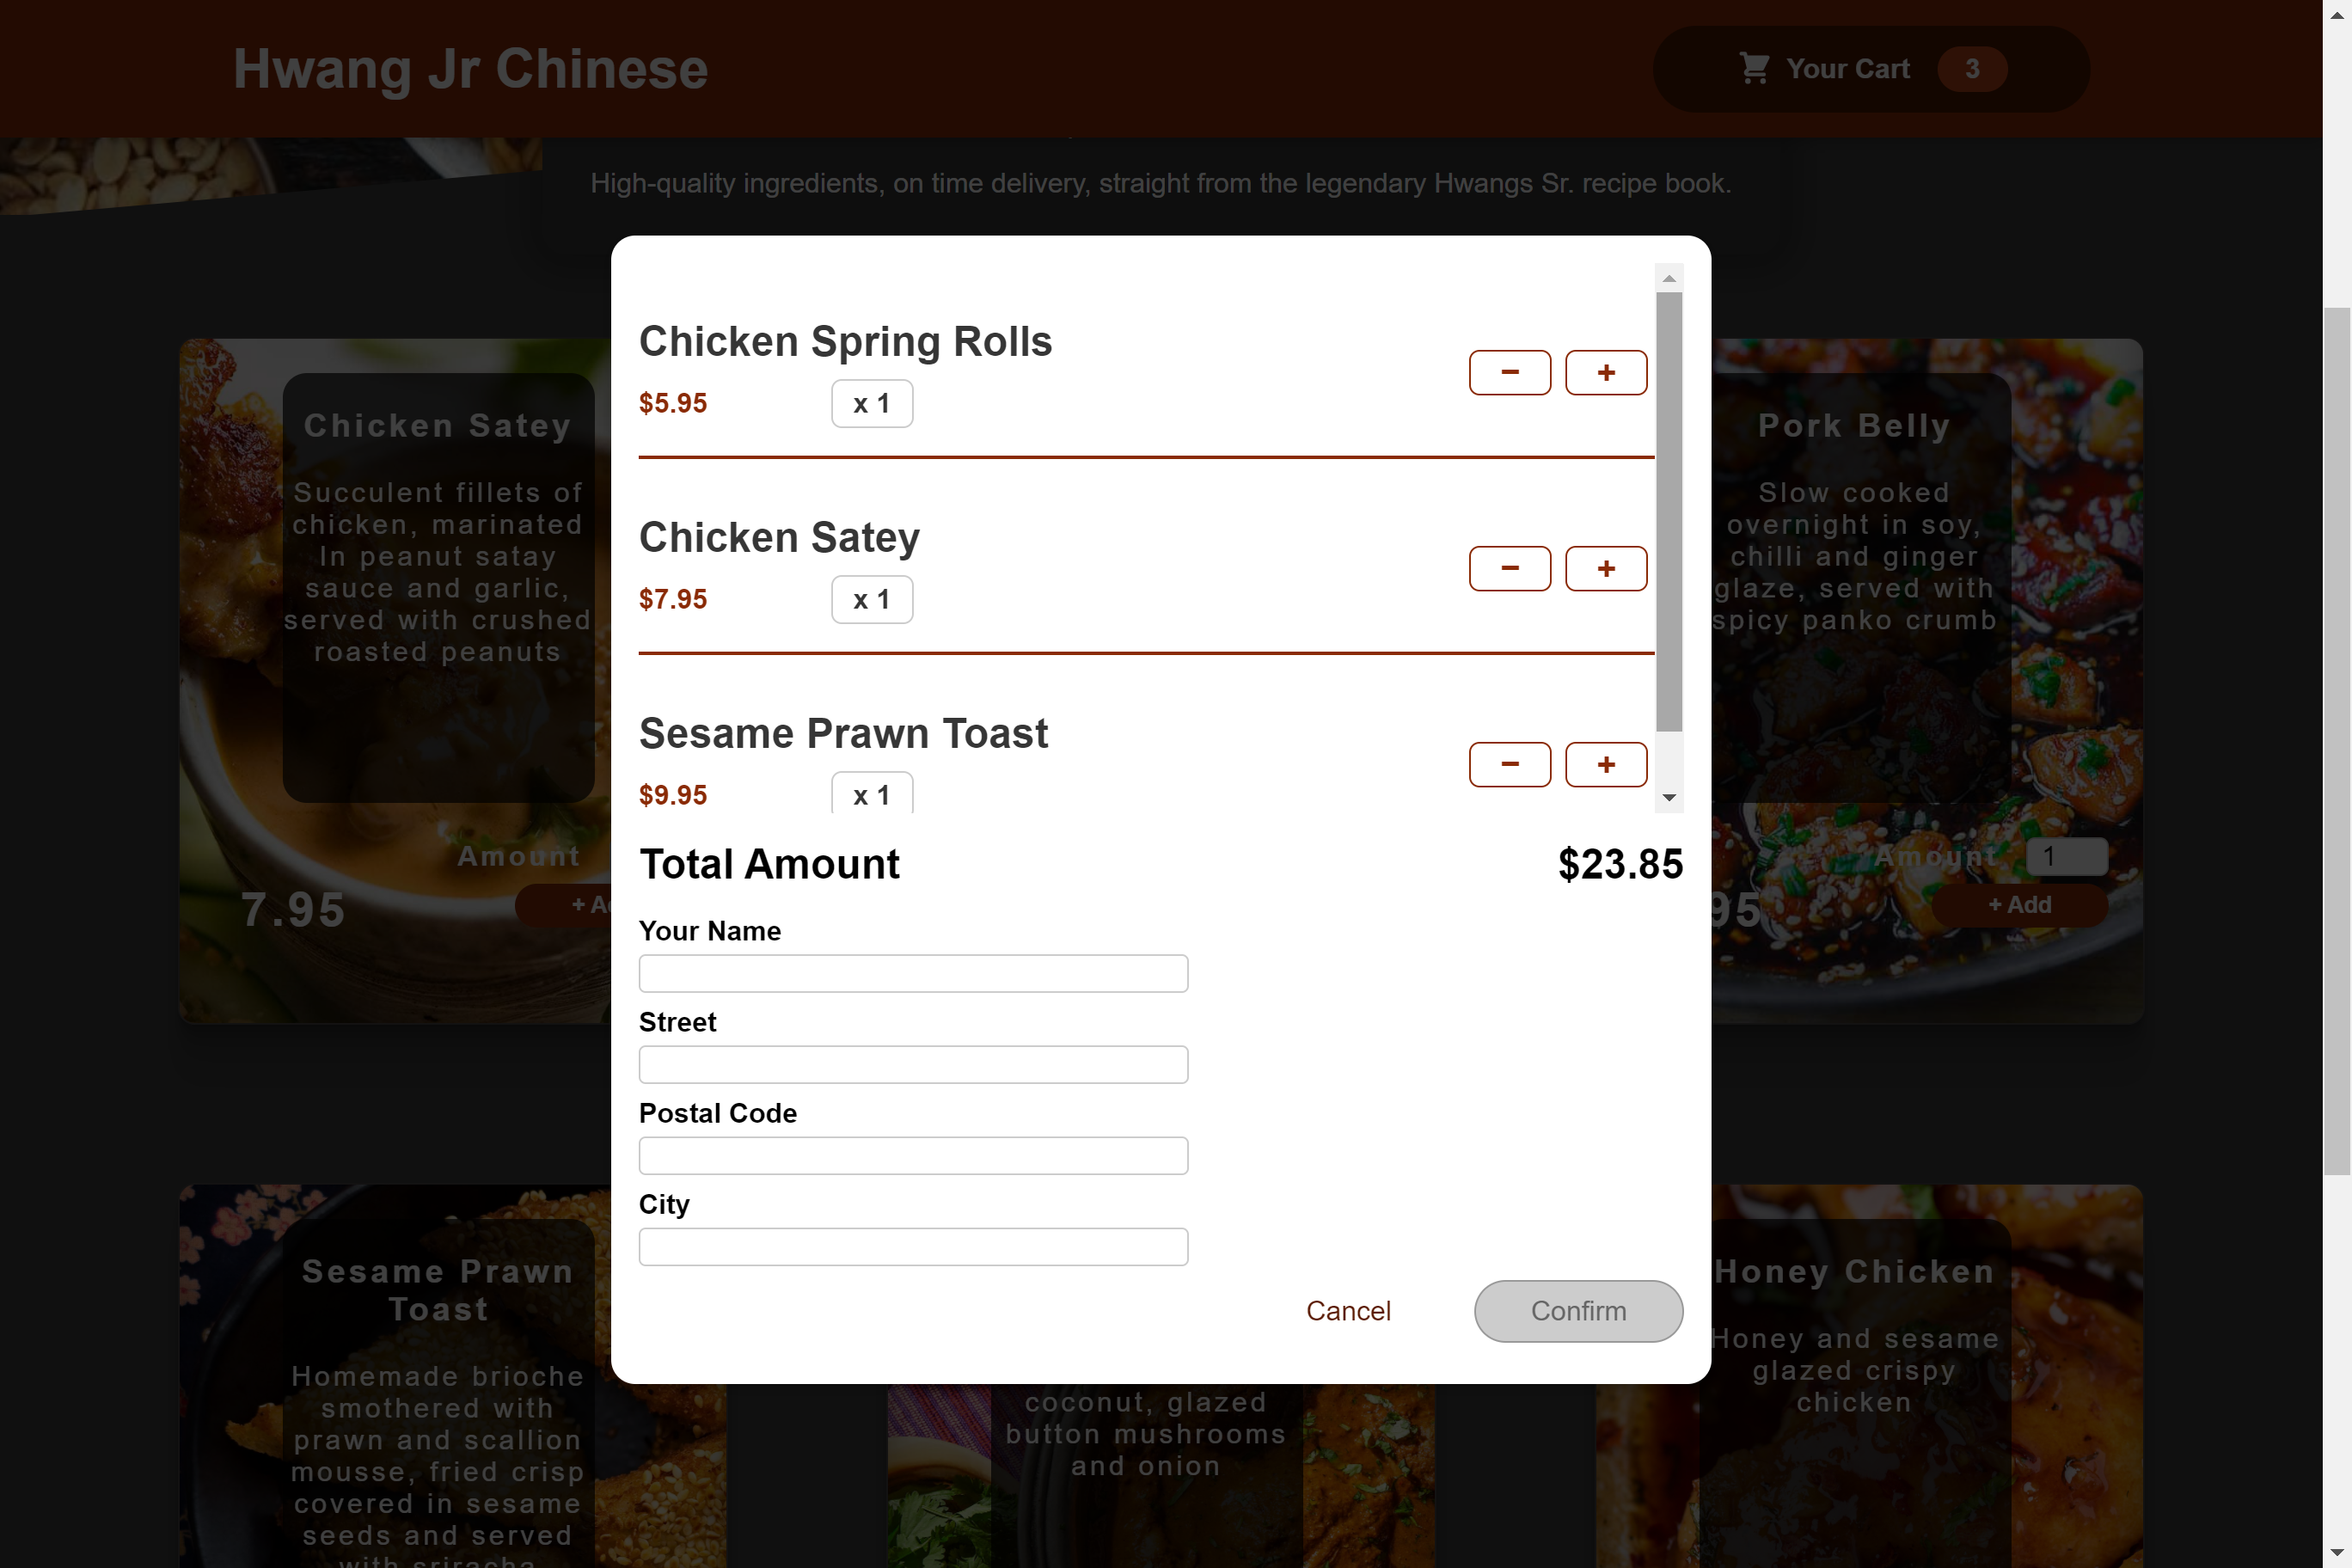 Hwang Jr Chinese
Your Cart 3
High-quality ingredients, on time delivery, straight from the legendary Hwangs Sr. recipe book.
Chicken Spring Rolls
$5.95 x 1
− +
Chicken Satey
$7.95 x 1
− +
Sesame Prawn Toast
$9.95 x 1
− +
Total Amount $23.85
Your Name
Street
Postal Code
City
Cancel Confirm
Chicken Satey
Succulent fillets of
chicken, marinated
In peanut satay
sauce and garlic,
served with crushed
roasted peanuts
Amount
7.95
+ Ad
Pork Belly
Slow cooked
overnight in soy,
chilli and ginger
glaze, served with
spicy panko crumb
Amount 1
95
+ Add
Sesame Prawn
Toast
Homemade brioche
smothered with
prawn and scallion
mousse, fried crisp
covered in sesame
seeds and served
with sriracha
coconut, glazed
button mushrooms
and onion
Honey Chicken
Honey and sesame
glazed crispy
chicken